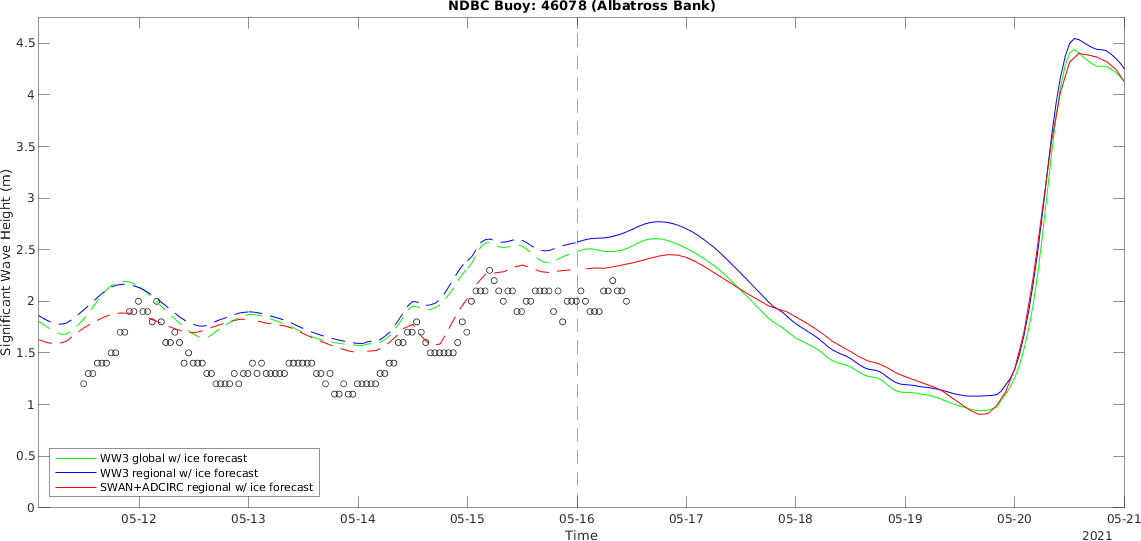 NDBC Buoy: 46078 (Albatross Bank)
4.5
4
3.5
3
2.5
2
1.5
1
0.5
0
Significant Wave Height (m)
WW3 global w/ ice forecast
WW3 regional w/ ice forecast
SWAN+ADCIRC regional w/ ice forecast
05-12 05-13 05-14 05-15 05-16 05-17 05-18 05-19 05-20 05-21
Time
2021